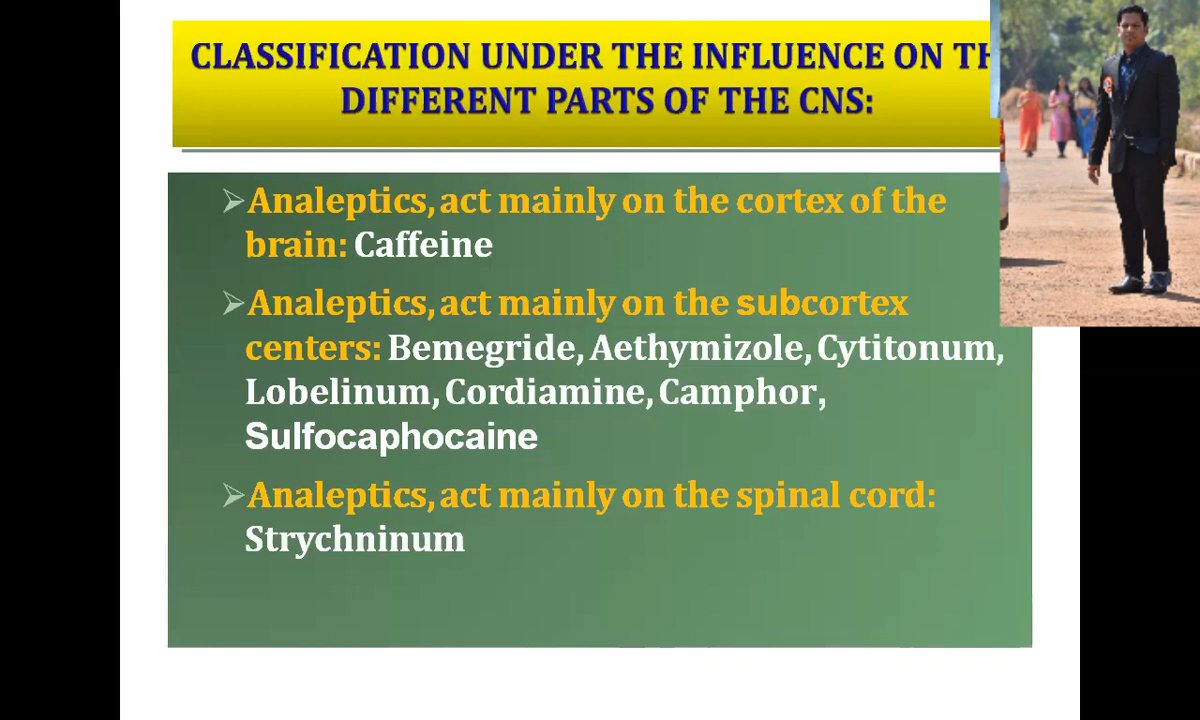 CLASSIFICATION UNDER THE INFLUENCE ON TH
DIFFERENT PARTS OF THE CNS:
➢Analeptics, act mainly on the cortex of the
brain: Caffeine
➢Analeptics, act mainly on the subcortex
centers: Bemegride, Aethymizole, Cytitonum,
Lobelinum, Cordiamine, Camphor,
Sulfocaphocaine
➢Analeptics, act mainly on the spinal cord:
Strychninum